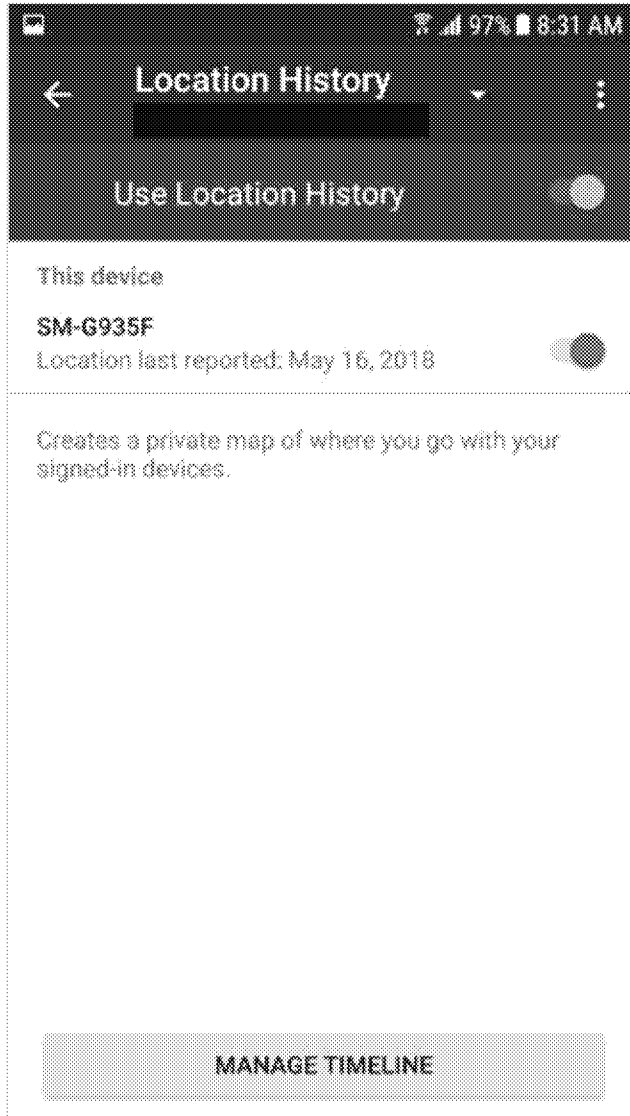 97% 8:31 AM
Location History
Use Location History
This device
SM-G935F
Location last reported: May 16, 2018
Creates a private map of where you go with your
signed-in devices.
MANAGE TIMELINE